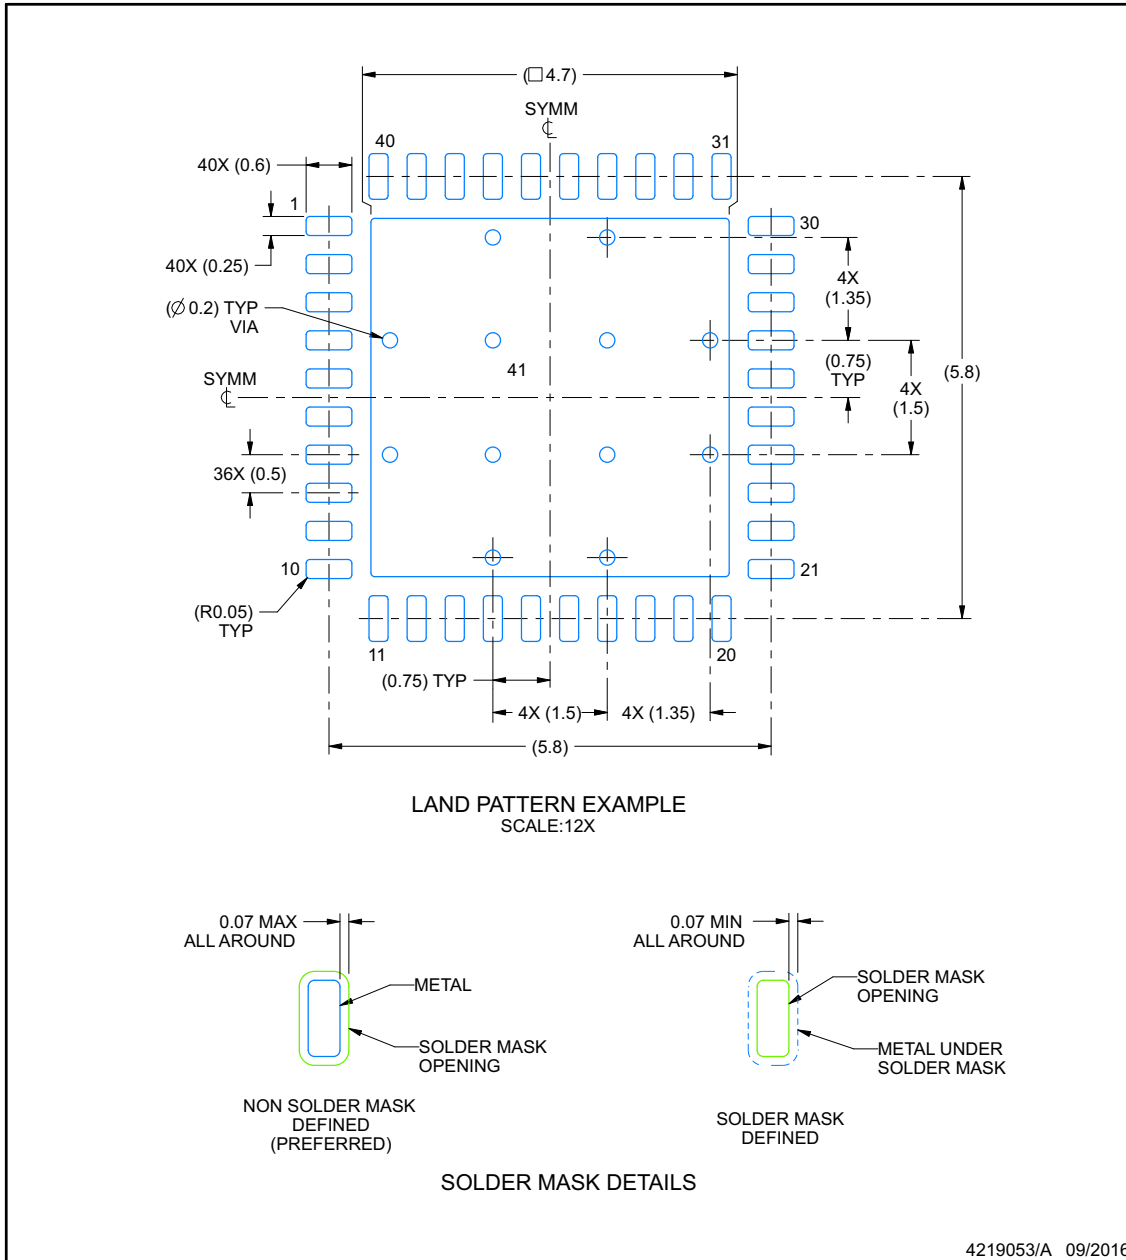 (□ 4.7)
SYMM
℄
40
31
40X (0.6)
1
30
40X (0.25)
4X
(1.35)
(∅ 0.2) TYP
VIA
(0.75)
TYP
41
SYMM
℄
4X
(1.5)
(5.8)
36X (0.5)
10
21
(R0.05)
TYP
11
20
(0.75) TYP
4X (1.5)
4X (1.35)
(5.8)
LAND PATTERN EXAMPLE
SCALE:12X
0.07 MAX
ALL AROUND
METAL
SOLDER MASK
OPENING
NON SOLDER MASK
DEFINED
(PREFERRED)
0.07 MIN
ALL AROUND
SOLDER MASK
OPENING
METAL UNDER
SOLDER MASK
SOLDER MASK
DEFINED
SOLDER MASK DETAILS
4219053/A 09/2016